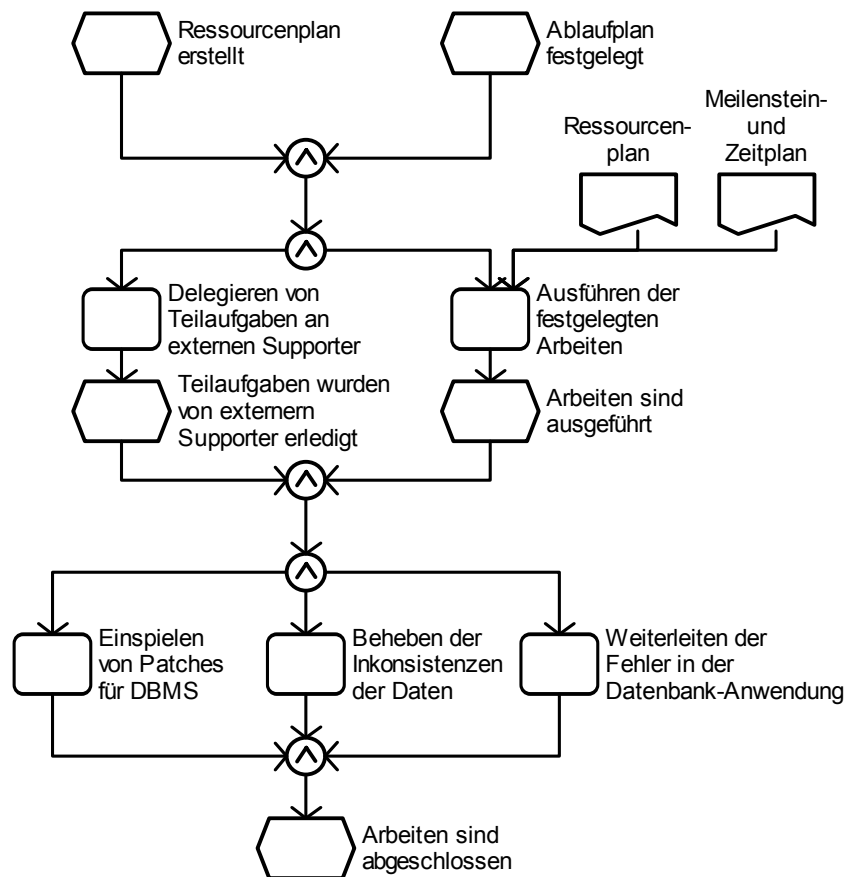 Ressourcenplan
erstellt
Ablaufplan
festgelegt
Ressourcen-
plan
Meilenstein-
und
Zeitplan
Delegieren von
Teilaufgaben an
externen Supporter
Ausführen der
festgelegten
Arbeiten
Teilaufgaben wurden
von externern
Supporter erledigt
Arbeiten sind
ausgeführt
Einspielen
von Patches
für DBMS
Beheben der
Inkonsistenzen
der Daten
Weiterleiten der
Fehler in der
Datenbank-Anwendung
Arbeiten sind
abgeschlossen